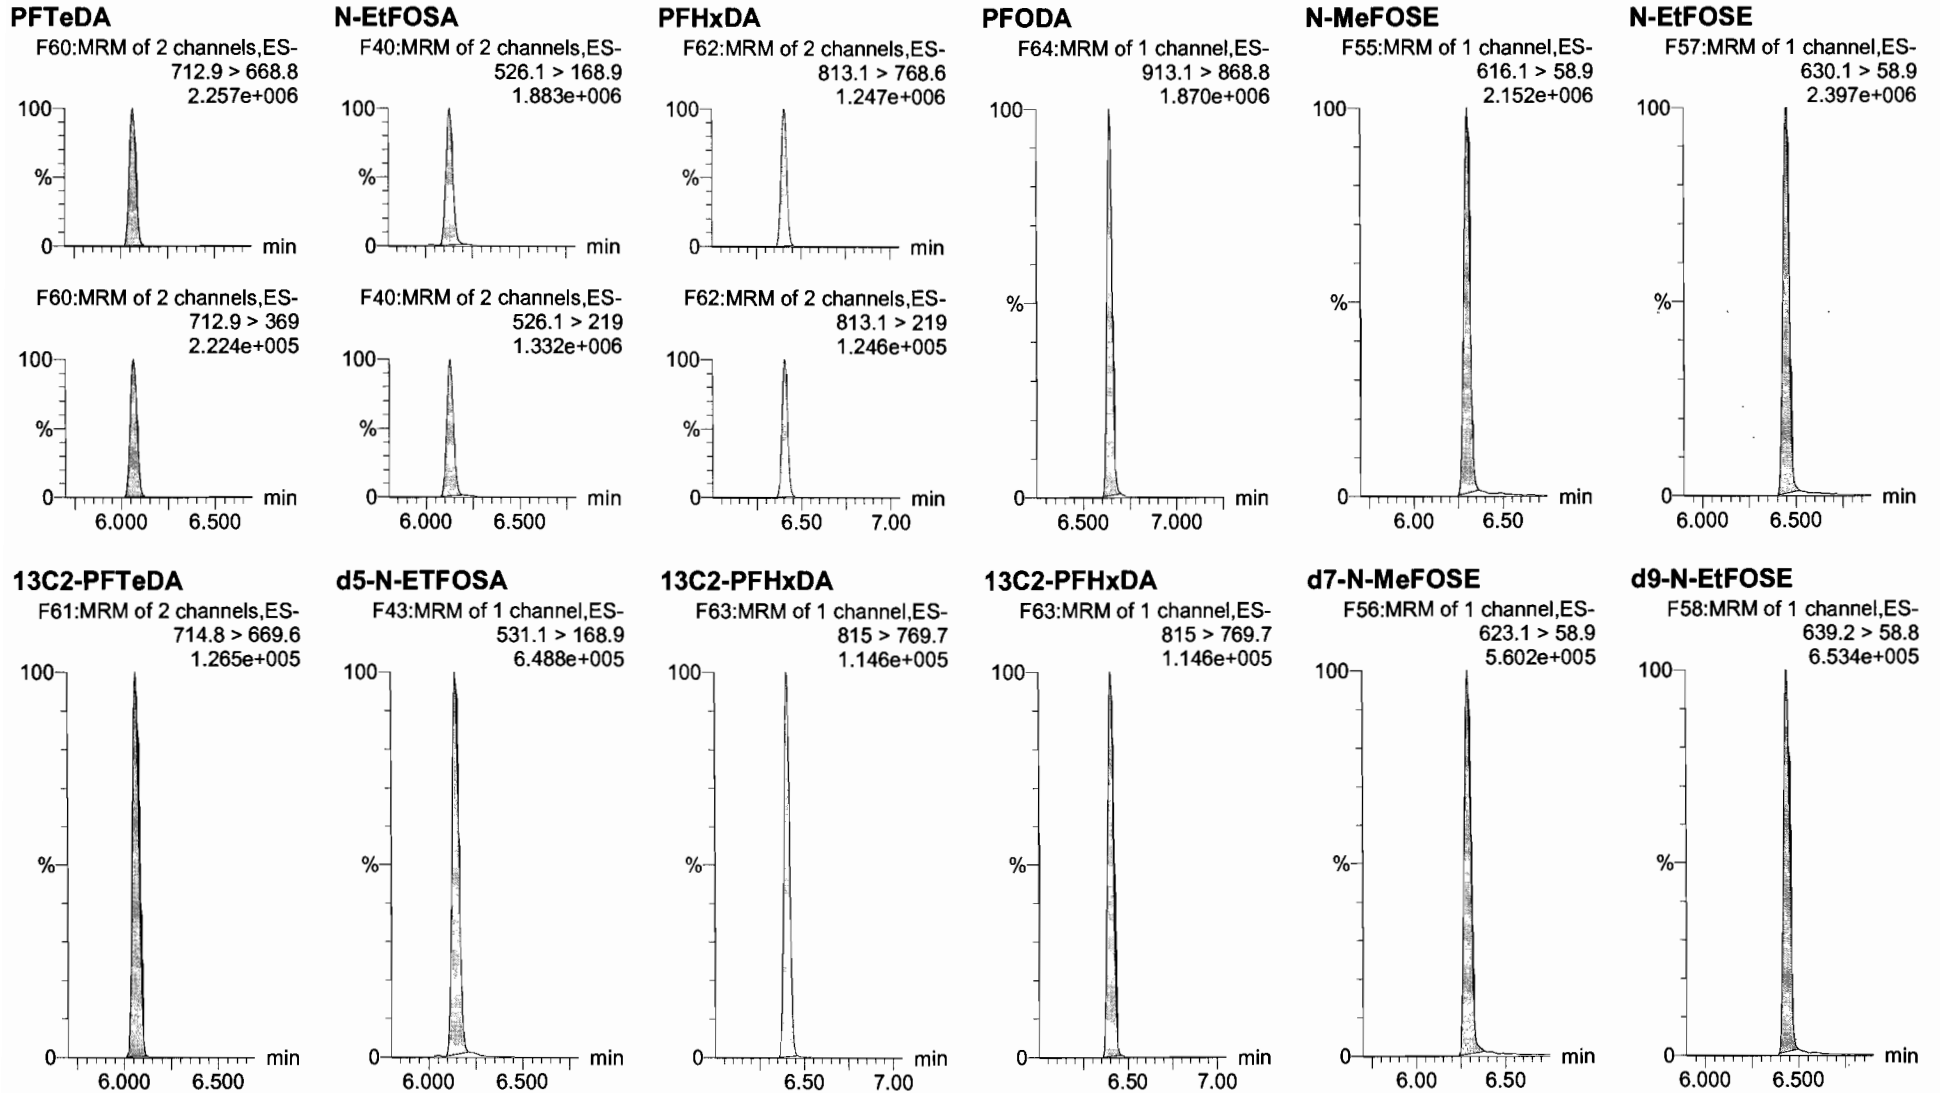 PFTeDA
F60:MRM of 2 channels,ES-
712.9 > 668.8
2.257e+006
100
%
0
min
F60:MRM of 2 channels,ES-
712.9 > 369
2.224e+005
100
%
0
min
6.000 6.500
N-EtFOSA
F40:MRM of 2 channels,ES-
526.1 > 168.9
1.883e+006
100
%
0
min
F40:MRM of 2 channels,ES-
526.1 > 219
1.332e+006
100
%
0
min
6.000 6.500
PFHxDA
F62:MRM of 2 channels,ES-
813.1 > 768.6
1.247e+006
100
%
0
min
F62:MRM of 2 channels,ES-
813.1 > 219
1.246e+005
100
%
0
min
6.50 7.00
PFODA
F64:MRM of 1 channel,ES-
913.1 > 868.8
1.870e+006
100
%
0
min
6.500 7.000
N-MeFOSE
F55:MRM of 1 channel,ES-
616.1 > 58.9
2.152e+006
100
%
0
min
6.00 6.50
N-EtFOSE
F57:MRM of 1 channel,ES-
630.1 > 58.9
2.397e+006
100
%
0
min
6.000 6.500
13C2-PFTeDA
F61:MRM of 2 channels,ES-
714.8 > 669.6
1.265e+005
100
%
0
min
6.000 6.500
d5-N-ETFOSA
F43:MRM of 1 channel,ES-
531.1 > 168.9
6.488e+005
100
%
0
min
6.000 6.500
13C2-PFHxDA
F63:MRM of 1 channel,ES-
815 > 769.7
1.146e+005
100
%
0
min
6.50 7.00
13C2-PFHxDA
F63:MRM of 1 channel,ES-
815 > 769.7
1.146e+005
100
%
0
min
6.50 7.00
d7-N-MeFOSE
F56:MRM of 1 channel,ES-
623.1 > 58.9
5.602e+005
100
%
0
min
6.00 6.50
d9-N-EtFOSE
F58:MRM of 1 channel,ES-
639.2 > 58.8
6.534e+005
100
%
0
min
6.000 6.500